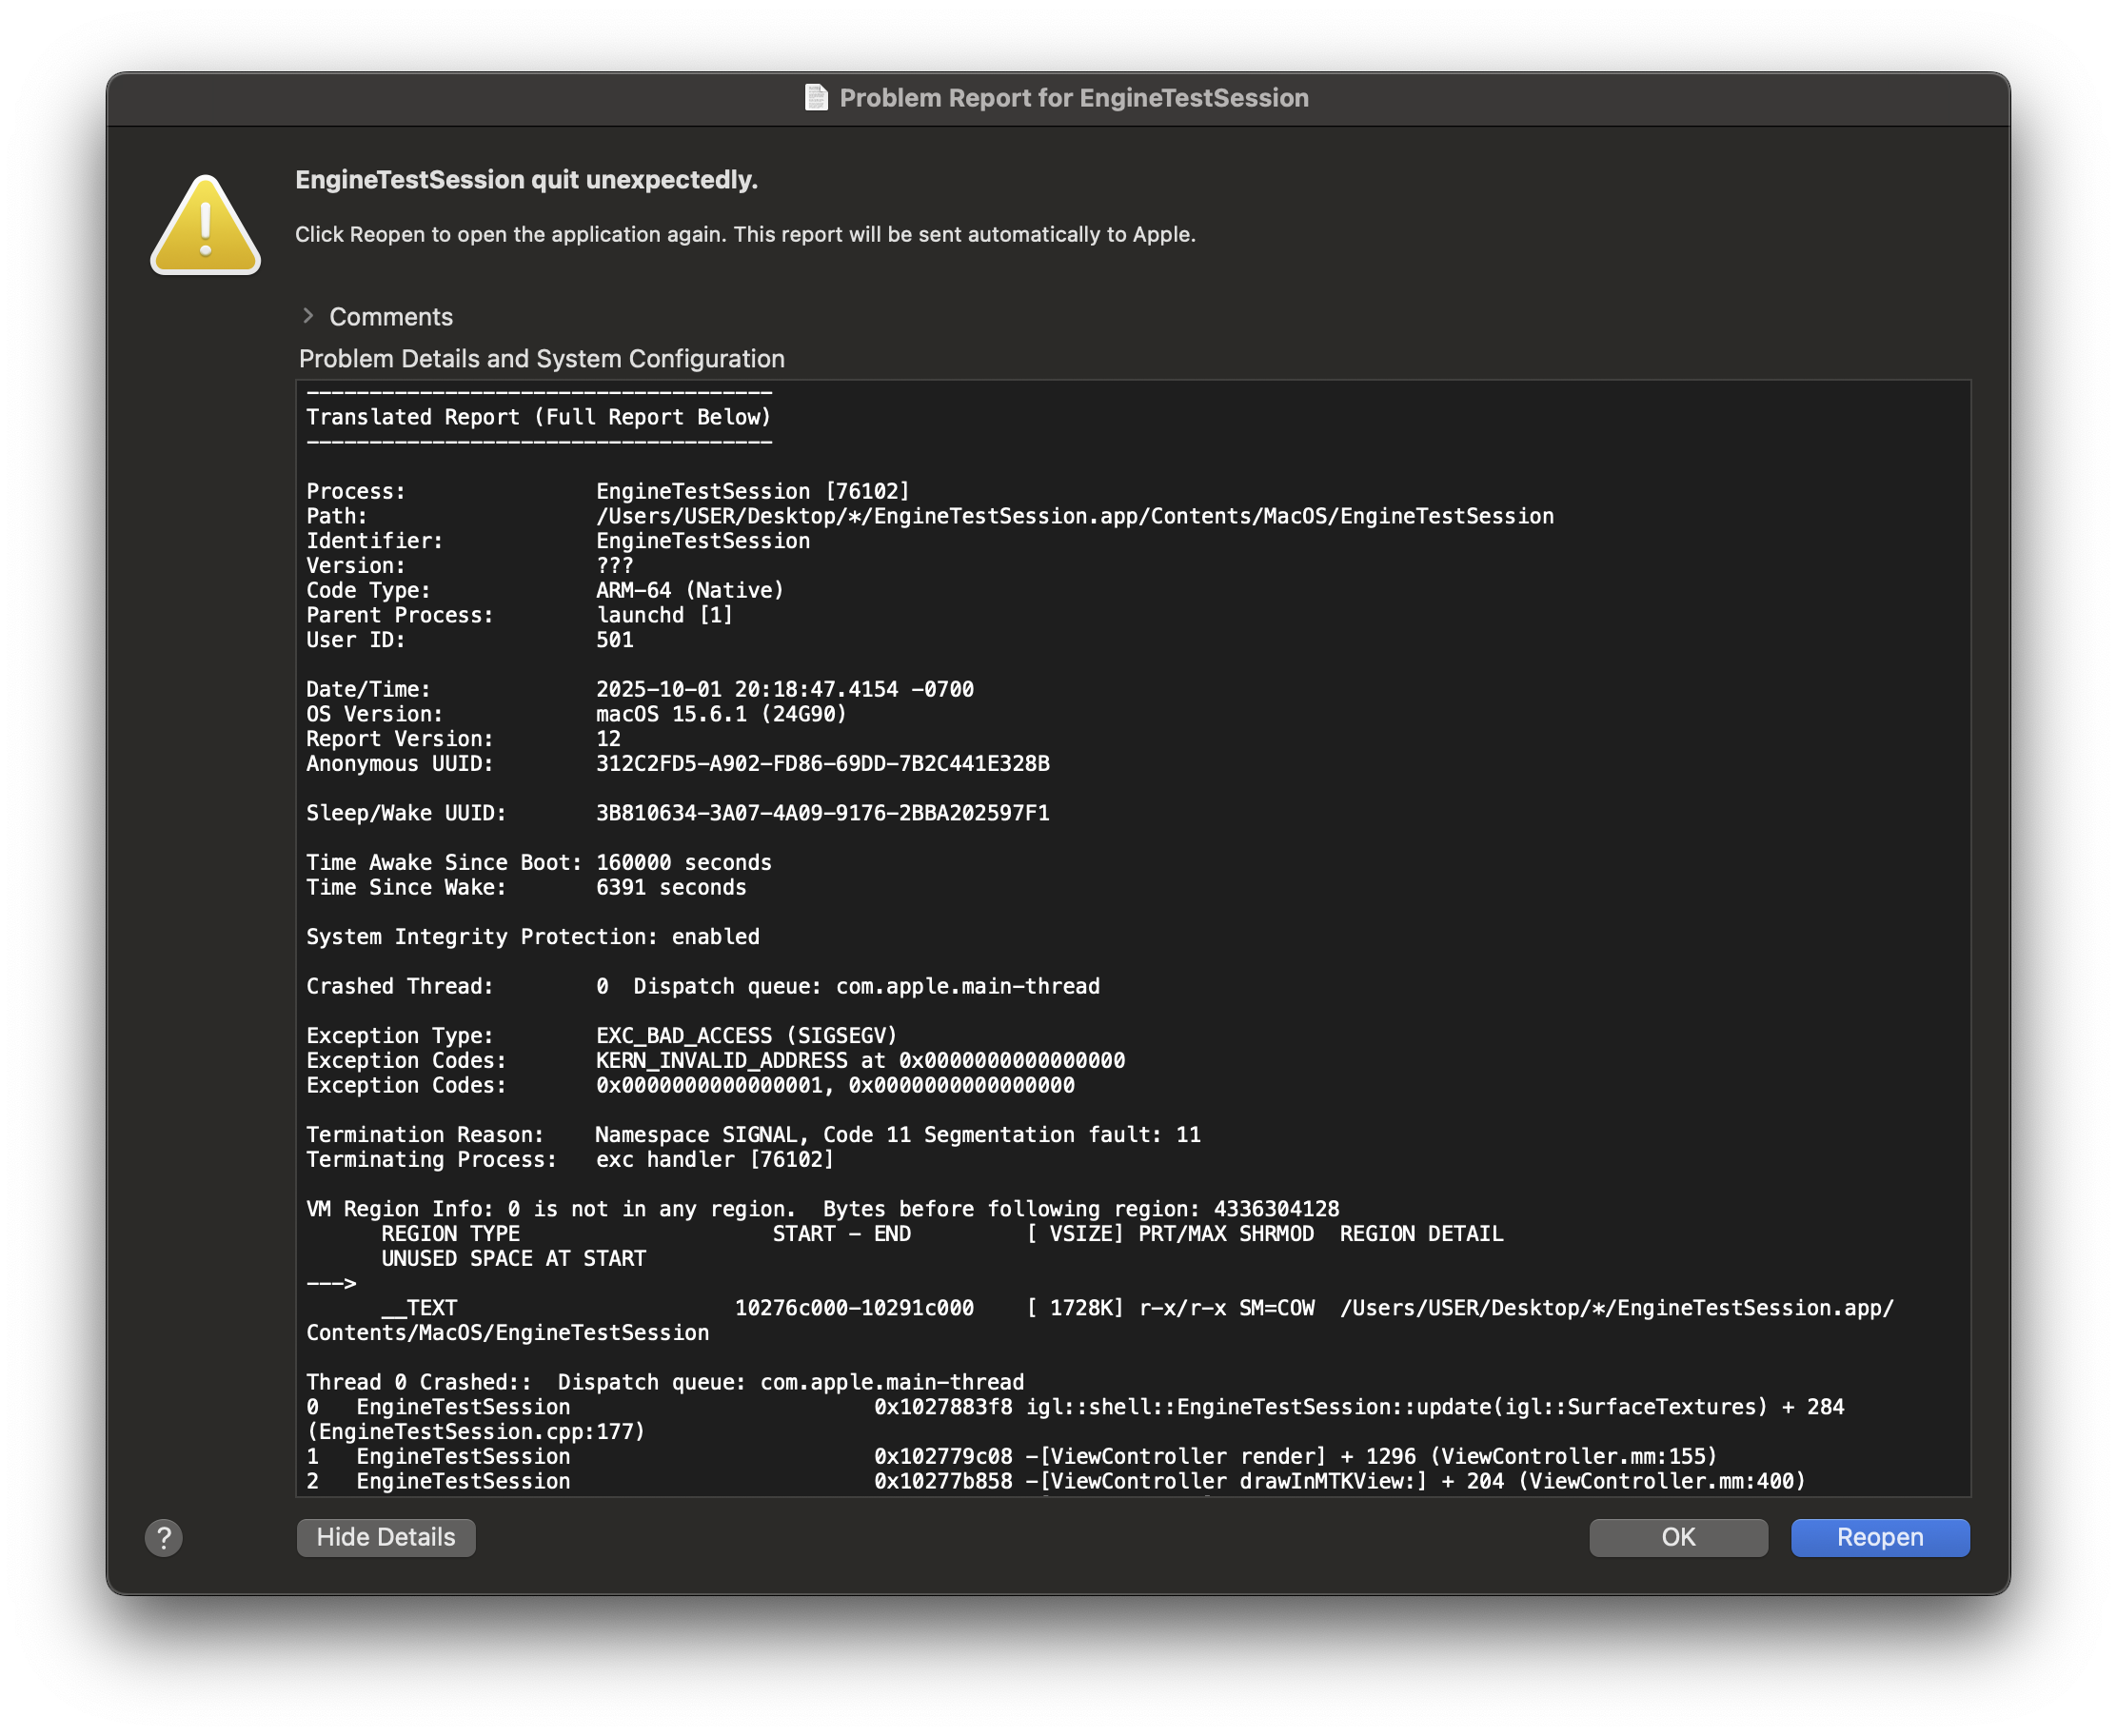 Problem Report for EngineTestSession
EngineTestSession quit unexpectedly.
Click Reopen to open the application again. This report will be sent automatically to Apple.
Comments
Problem Details and System Configuration
-------------------------------------
Translated Report (Full Report Below)
-------------------------------------
Process:               EngineTestSession [76102]
Path:                  /Users/USER/Desktop/*/EngineTestSession.app/Contents/MacOS/EngineTestSession
Identifier:            EngineTestSession
Version:               ???
Code Type:             ARM-64 (Native)
Parent Process:        launchd [1]
User ID:               501
Date/Time:             2025-10-01 20:18:47.4154 -0700
OS Version:            macOS 15.6.1 (24G90)
Report Version:        12
Anonymous UUID:        312C2FD5-A902-FD86-69DD-7B2C441E328B
Sleep/Wake UUID:       3B810634-3A07-4A09-9176-2BBA202597F1
Time Awake Since Boot: 160000 seconds
Time Since Wake:       6391 seconds
System Integrity Protection: enabled
Crashed Thread:        0  Dispatch queue: com.apple.main-thread
Exception Type:        EXC_BAD_ACCESS (SIGSEGV)
Exception Codes:       KERN_INVALID_ADDRESS at 0x0000000000000000
Exception Codes:       0x0000000000000001, 0x0000000000000000
Termination Reason:    Namespace SIGNAL, Code 11 Segmentation fault: 11
Terminating Process:   exc handler [76102]
VM Region Info: 0 is not in any region.  Bytes before following region: 4336304128
      REGION TYPE                    START - END         [ VSIZE] PRT/MAX SHRMOD  REGION DETAIL
      UNUSED SPACE AT START
--->
      __TEXT                      10276c000-10291c000    [ 1728K] r-x/r-x SM=COW  /Users/USER/Desktop/*/EngineTestSession.app/
Contents/MacOS/EngineTestSession
Thread 0 Crashed::  Dispatch queue: com.apple.main-thread
0   EngineTestSession                        0x1027883f8 igl::shell::EngineTestSession::update(igl::SurfaceTextures) + 284
(EngineTestSession.cpp:177)
1   EngineTestSession                        0x102779c08 -[ViewController render] + 1296 (ViewController.mm:155)
2   EngineTestSession                        0x10277b858 -[ViewController drawInMTKView:] + 204 (ViewController.mm:400)
?
Hide Details
OK
Reopen